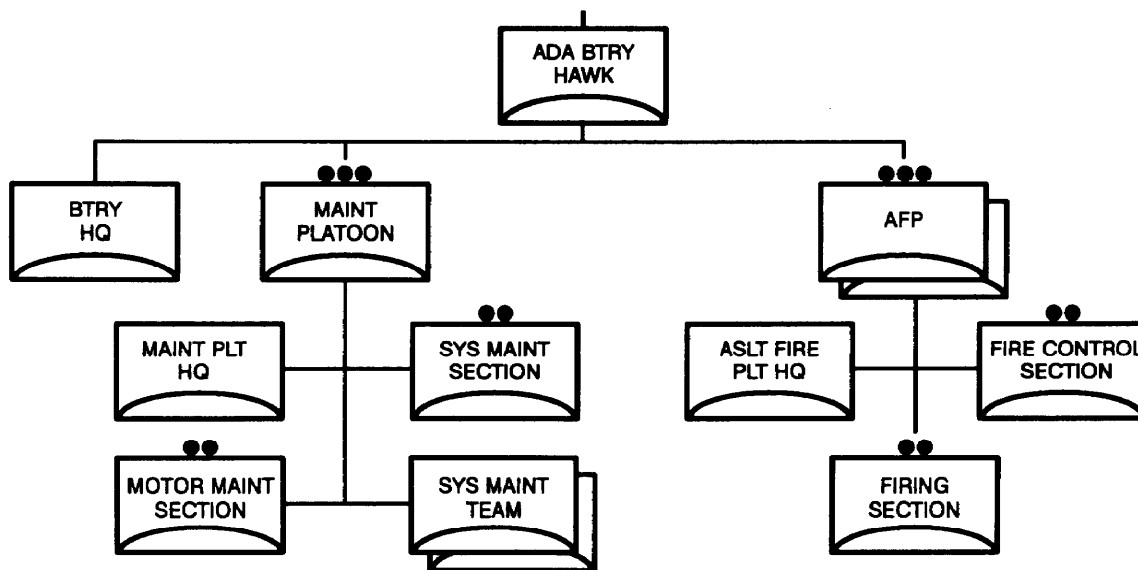 ADA BTRY
HAWK
BTRY
HQ
MAINT
PLATOON
AFP
MAINT PLT
HQ
SYS MAINT
SECTION
ASLT FIRE
PLT HQ
FIRE CONTROL
SECTION
MOTOR MAINT
SECTION
SYS MAINT
TEAM
FIRING
SECTION